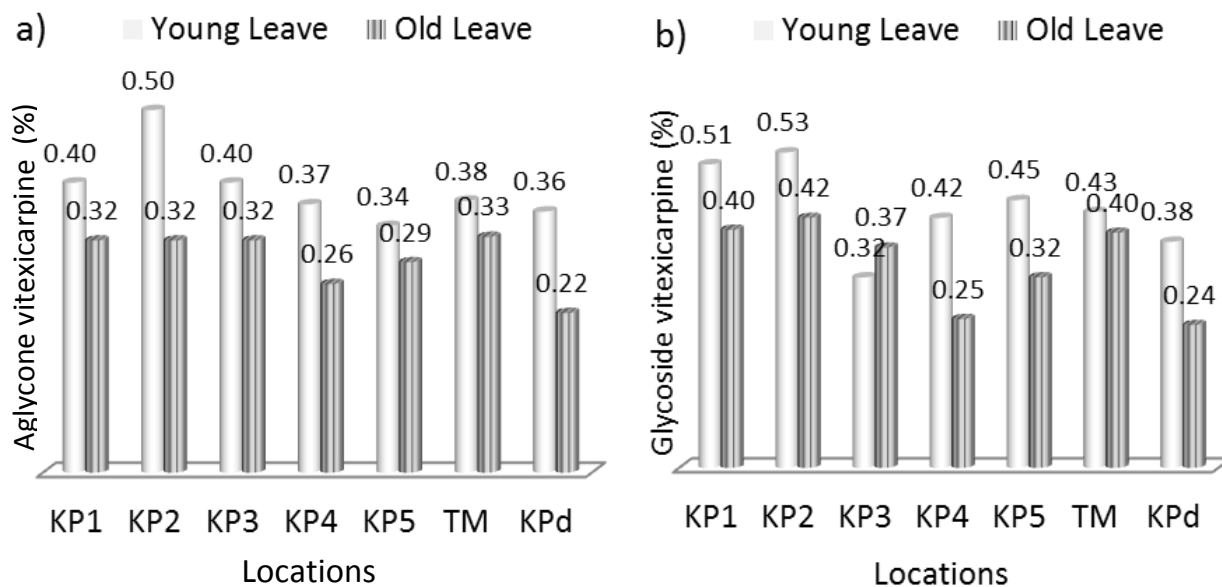 a)
Young Leave Old Leave
Aglycone vitexicarpine (%)
0.40 0.32 0.50 0.32 0.40 0.32 0.37 0.26 0.34 0.29 0.38 0.33 0.36 0.22
KP1 KP2 KP3 KP4 KP5 TM KPd
Locations
b)
Young Leave Old Leave
Glycoside vitexicarpine (%)
0.51 0.40 0.53 0.42 0.32 0.37 0.42 0.25 0.45 0.32 0.43 0.40 0.38 0.24
KP1 KP2 KP3 KP4 KP5 TM KPd
Locations